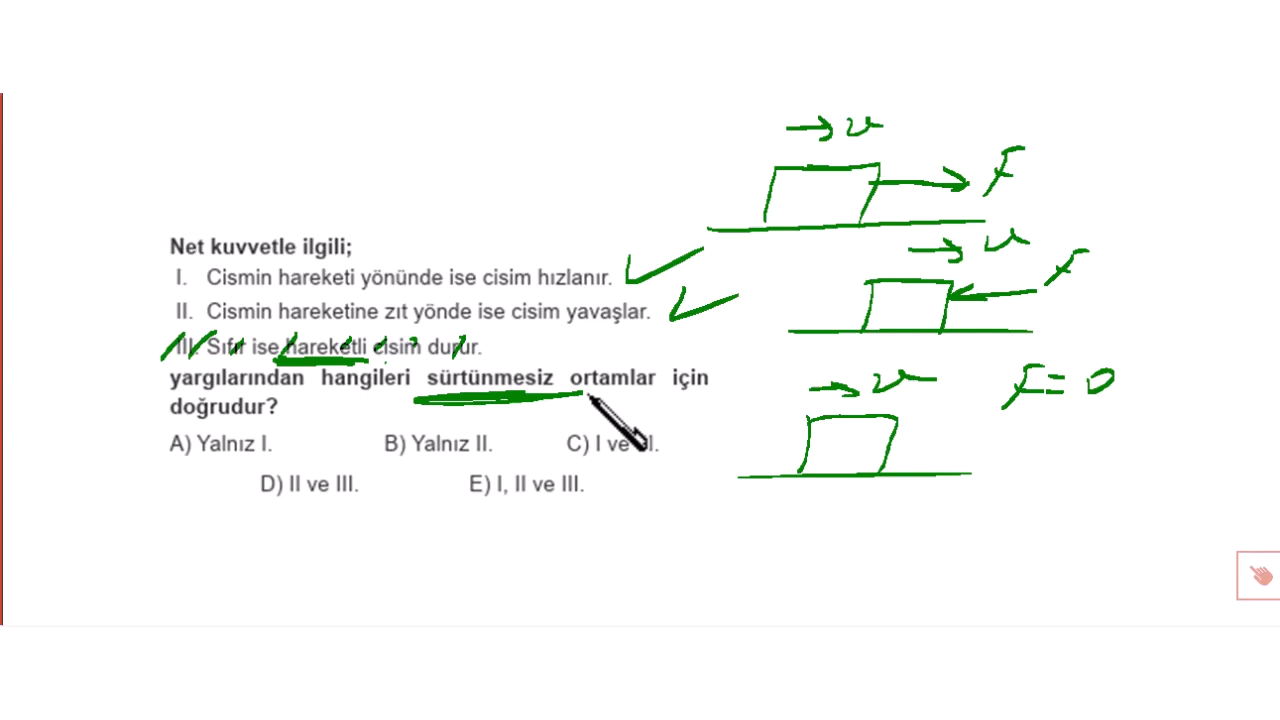 Net kuvvetle ilgili;
I. Cismin hareketi yönünde ise cisim hızlanır.
II. Cismin hareketine zıt yönde ise cisim yavaşlar.
III. Sıfır ise hareketli cisim durur.
yargılarından hangileri sürtünmesiz ortamlar için
doğrudur?
A) Yalnız I. B) Yalnız II. C) I ve II.
D) II ve III. E) I, II ve III.
v
F
v
F
v F = 0